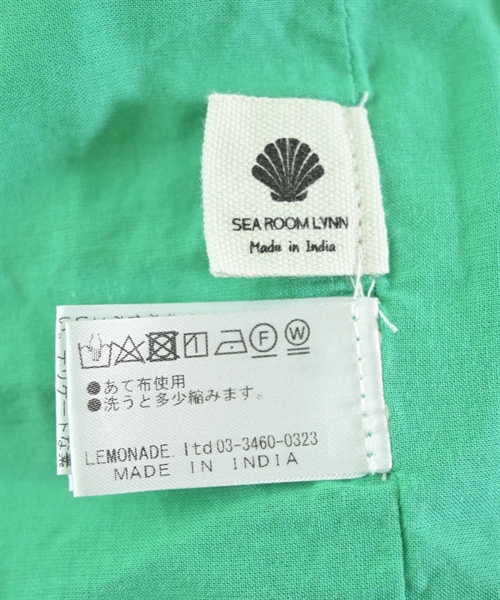 SEA ROOM LYNN
Made in India
F W
●あて布使用
●洗うと多少縮みます。
LEMONADE. ltd 03-3460-0323
MADE IN INDIA